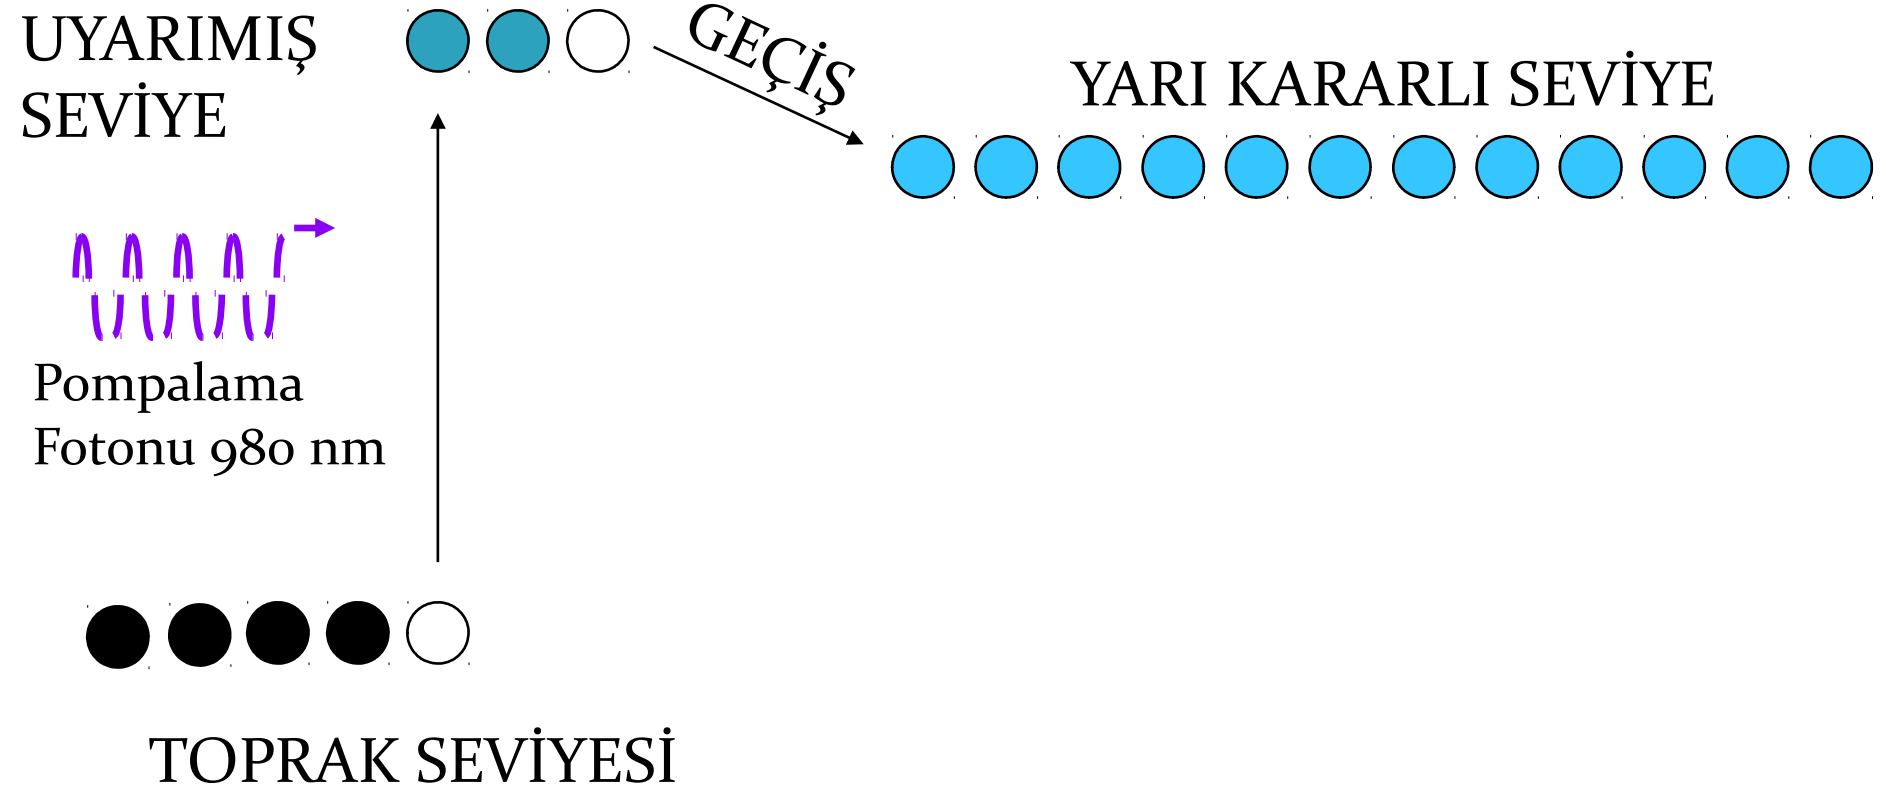 UYARIMIŞ
SEVİYE
GEÇİŞ
YARI KARARLI SEVİYE
Pompalama
Fotonu 980 nm
TOPRAK SEVİYESİ